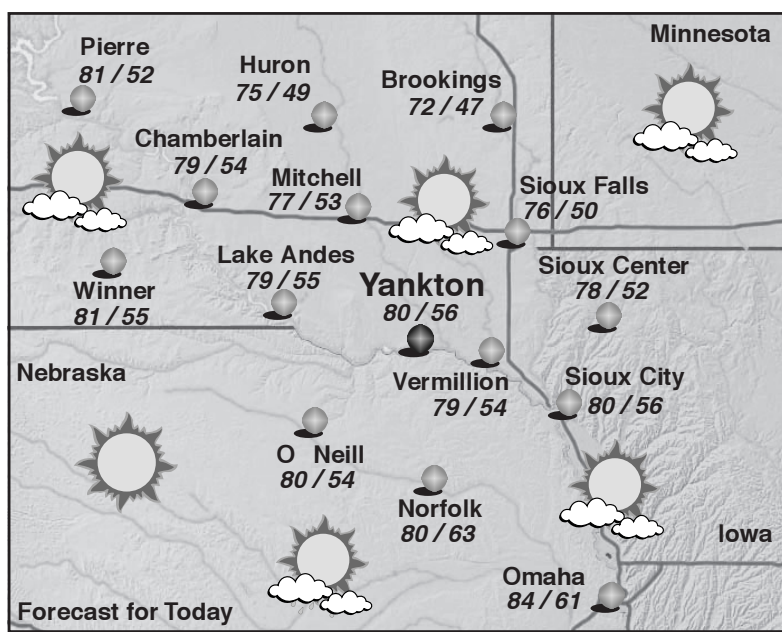 Minnesota
Pierre
81 / 52
Huron
75 / 49
Brookings
72 / 47
Chamberlain
79 / 54
Mitchell
77 / 53
Sioux Falls
76 / 50
Winner
81 / 55
Lake Andes
79 / 55
Yankton
80 / 56
Sioux Center
78 / 52
Nebraska
Vermillion
79 / 54
Sioux City
80 / 56
O   Neill
80 / 54
Norfolk
80 / 63
Iowa
Omaha
84 / 61
Forecast for Today